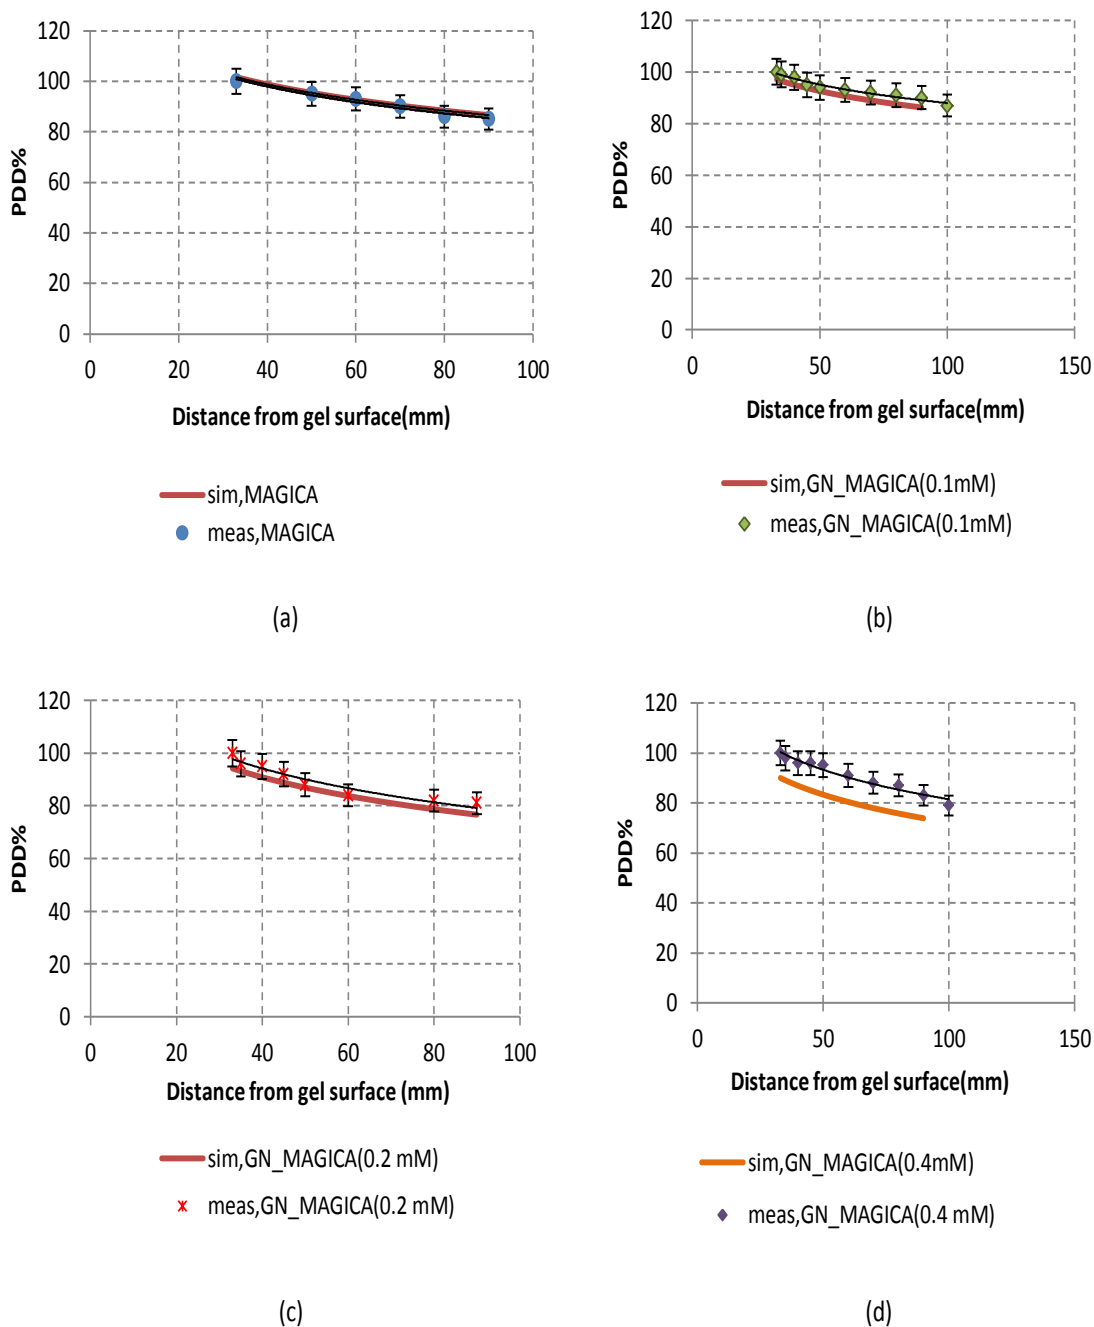 120
100
80
60
40
20
0
PDD%
0 20 40 60 80 100
Distance from gel surface(mm)
sim,MAGICA
meas,MAGICA
(a)
120
100
80
60
40
20
0
PDD%
0 50 100 150
Distance from gel surface(mm)
sim,GN_MAGICA(0.1mM)
meas,GN_MAGICA(0.1mM)
(b)
120
100
80
60
40
20
0
PDD%
0 20 40 60 80 100
Distance from gel surface (mm)
sim,GN_MAGICA(0.2 mM)
meas,GN_MAGICA(0.2 mM)
(c)
120
100
80
60
40
20
0
PDD%
0 50 100 150
Distance from gel surface(mm)
sim,GN_MAGICA(0.4mM)
meas,GN_MAGICA(0.4 mM)
(d)